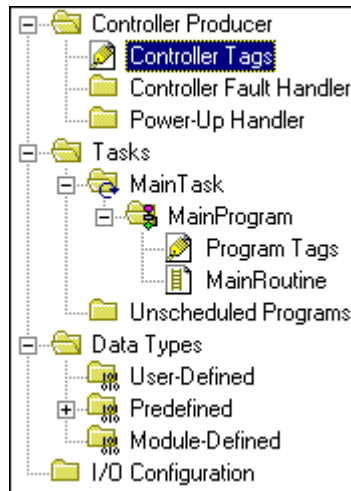 Controller Producer
Controller Tags
Controller Fault Handler
Power-Up Handler
Tasks
MainTask
MainProgram
Program Tags
MainRoutine
Unscheduled Programs
Data Types
User-Defined
Predefined
Module-Defined
I/O Configuration